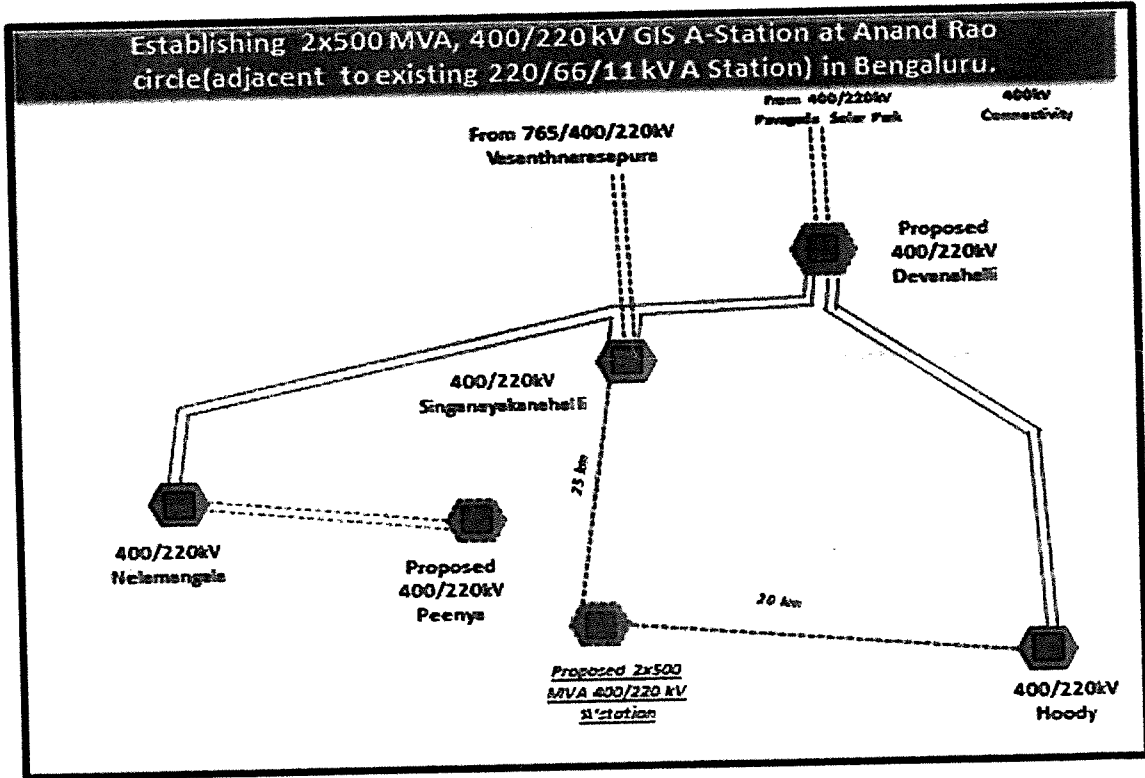 Establishing 2x500 MVA, 400/220 kV GIS A-Station at Anand Rao
circle(adjacent to existing 220/66/11 kV A Station) in Bengaluru.
From 765/400/220kV
Vasanthnarasapura
From 400/220kV
Pavagada Solar Park
400kV
Connectivity
Proposed
400/220kV
Devanahalli
400/220kV
Singanayakanahalli
25 km
400/220kV
Nelamangala
Proposed
400/220kV
Peenya
20 km
Proposed 2x500
MVA 400/220 kV
station
400/220kV
Hoody